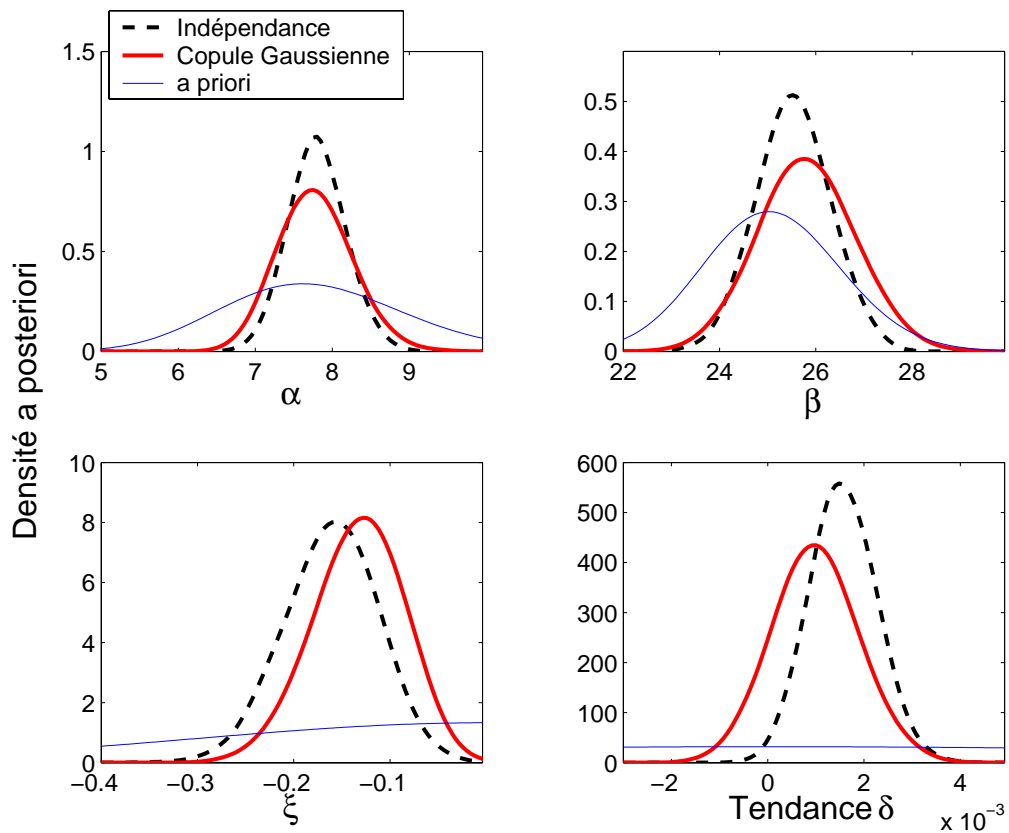 Indépendance
Copule Gaussienne
a priori
Densité a posteriori
1.5
1
0.5
0
5 6 7 8 9
α
0.5
0.4
0.3
0.2
0.1
0
22 24 26 28
β
10
8
6
4
2
0
−0.4 −0.3 −0.2 −0.1
ξ
600
500
400
300
200
100
0
−2 0 2 4
Tendance δ
x 10⁻³